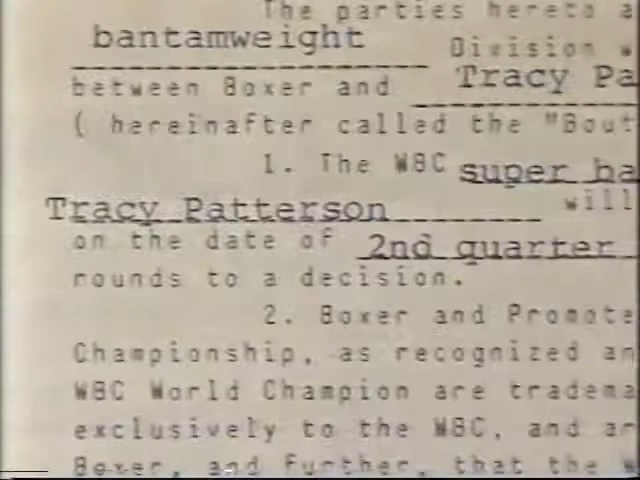 The parties hereto a
bantamweight Division w
between Boxer and Tracy Pa
( hereinafter called the "Bout
1. The WBC super ba
Tracy Patterson will
on the date of 2nd quarter
rounds to a decision.
2. Boxer and Promote
Championship, as recognized an
WBC World Champion are tradema
exclusively to the WBC, and ar
Boxer, and further, that the w